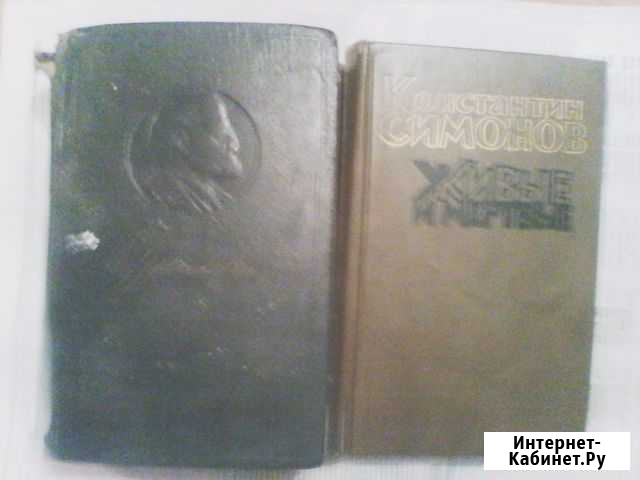 Константин
СИМОНОВ
ЖИВЫЕ
И МЕРТВЫЕ
Интернет-
Кабинет.Ру